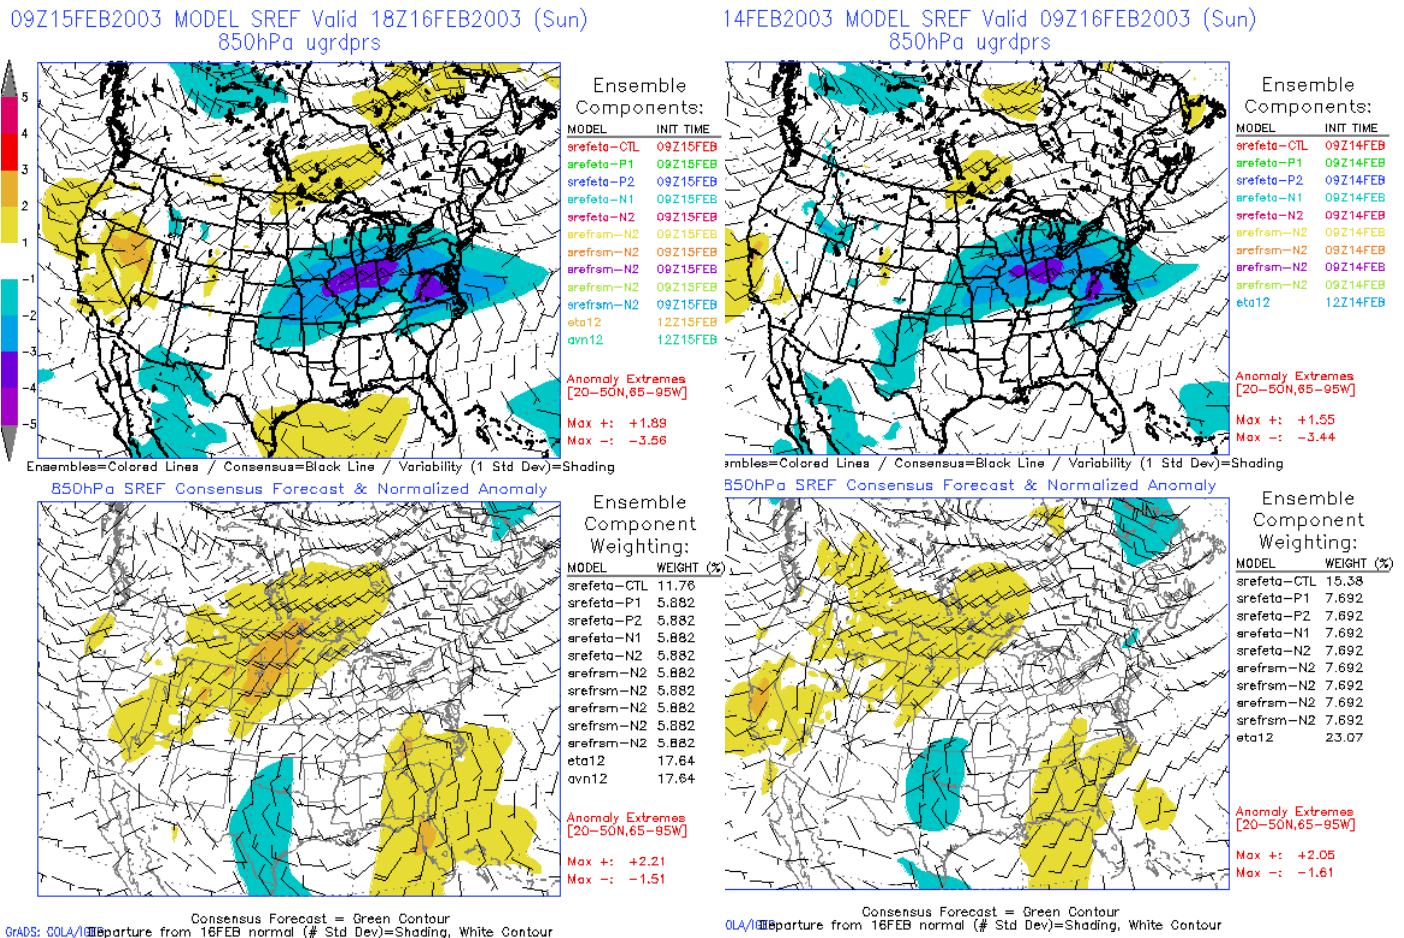 09Z15FEB2003 MODEL SREF Valid 18Z16FEB2003 (Sun)
850hPa ugrdprs
5
4
3
2
1
-1
-2
-3
-4
-5
Ensemble
Components:
MODEL INIT TIME
srefeta-CTL 09Z15FEB
srefeta-P1 09Z15FEB
srefeta-P2 09Z15FEB
srefeta-N1 09Z15FEB
srefeta-N2 09Z15FEB
srefrsm-N2 09Z15FEB
srefrsm-N2 09Z15FEB
srefrsm-N2 09Z15FEB
srefrsm-N2 09Z15FEB
srefrsm-N2 09Z15FEB
eta12 12Z15FEB
avn12 12Z15FEB
Anomaly Extremes
[20-50N,65-95W]
Max +: +1.89
Max -: -3.56
Ensembles=Colored Lines / Consensus=Black Line / Variability (1 Std Dev)=Shading
14FEB2003 MODEL SREF Valid 09Z16FEB2003 (Sun)
850hPa ugrdprs
Ensemble
Components:
MODEL INIT TIME
srefeta-CTL 09Z14FEB
srefeta-P1 09Z14FEB
srefeta-P2 09Z14FEB
srefeta-N1 09Z14FEB
srefeta-N2 09Z14FEB
srefrsm-N2 09Z14FEB
srefrsm-N2 09Z14FEB
srefrsm-N2 09Z14FEB
srefrsm-N2 09Z14FEB
eta12 12Z14FEB
Anomaly Extremes
[20-50N,65-95W]
Max +: +1.55
Max -: -3.44
mbles=Colored Lines / Consensus=Black Line / Variability (1 Std Dev)=Shading
850hPa SREF Consensus Forecast & Normalized Anomaly
Ensemble
Component
Weighting:
MODEL WEIGHT (%)
srefeta-CTL 11.76
srefeta-P1 5.882
srefeta-P2 5.882
srefeta-N1 5.882
srefeta-N2 5.882
srefrsm-N2 5.882
srefrsm-N2 5.882
srefrsm-N2 5.882
srefrsm-N2 5.882
srefrsm-N2 5.882
eta12 17.64
avn12 17.64
Anomaly Extremes
[20-50N,65-95W]
Max +: +2.21
Max -: -1.51
Consensus Forecast = Green Contour
GrADS: COLA/
Departure from 16FEB normal (# Std Dev)=Shading, White Contour
850hPa SREF Consensus Forecast & Normalized Anomaly
Ensemble
Component
Weighting:
MODEL WEIGHT (%)
srefeta-CTL 15.38
srefeta-P1 7.692
srefeta-P2 7.692
srefeta-N1 7.692
srefeta-N2 7.692
srefrsm-N2 7.692
srefrsm-N2 7.692
srefrsm-N2 7.692
srefrsm-N2 7.692
eta12 23.07
Anomaly Extremes
[20-50N,65-95W]
Max +: +2.05
Max -: -1.61
Consensus Forecast = Green Contour
OLA/
Departure from 16FEB normal (# Std Dev)=Shading, White Contour